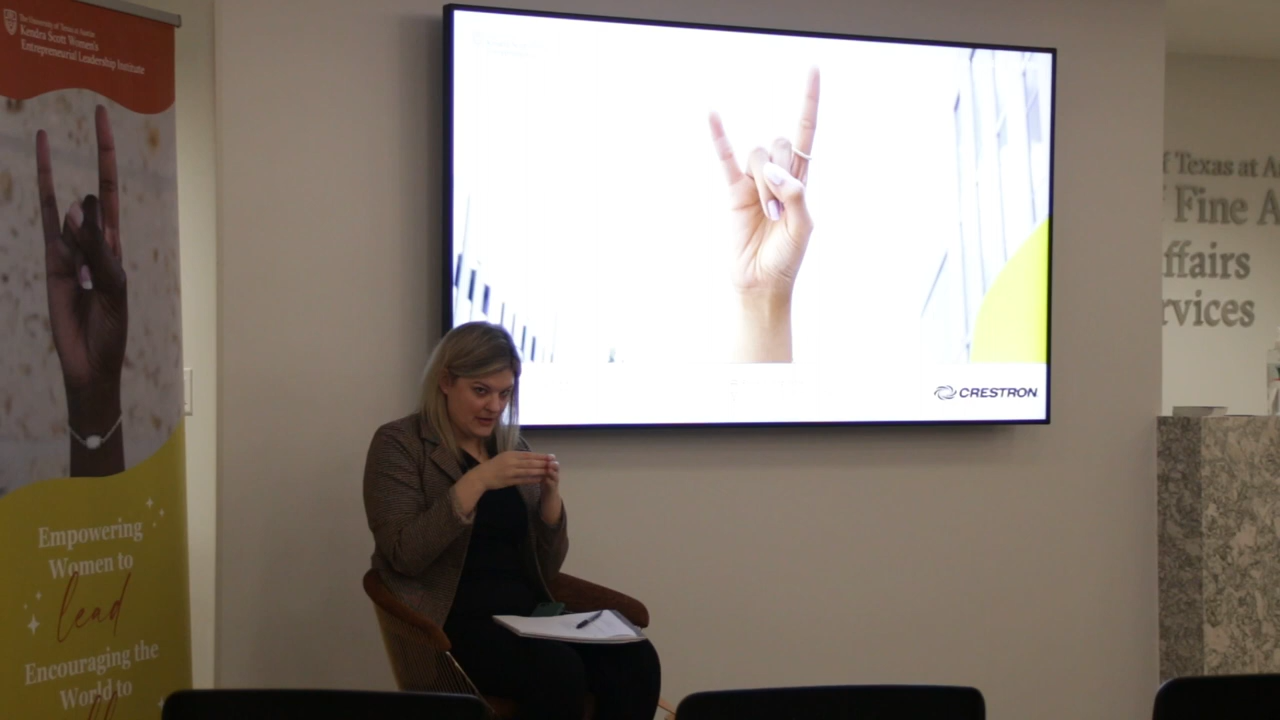 The University of Texas at Austin
Kendra Scott Women's
Entrepreneurial Leadership Institute
Empowering
Women to
lead
Encouraging the
World to
CRESTRON
f Texas at A
Fine A
ffairs
rvices